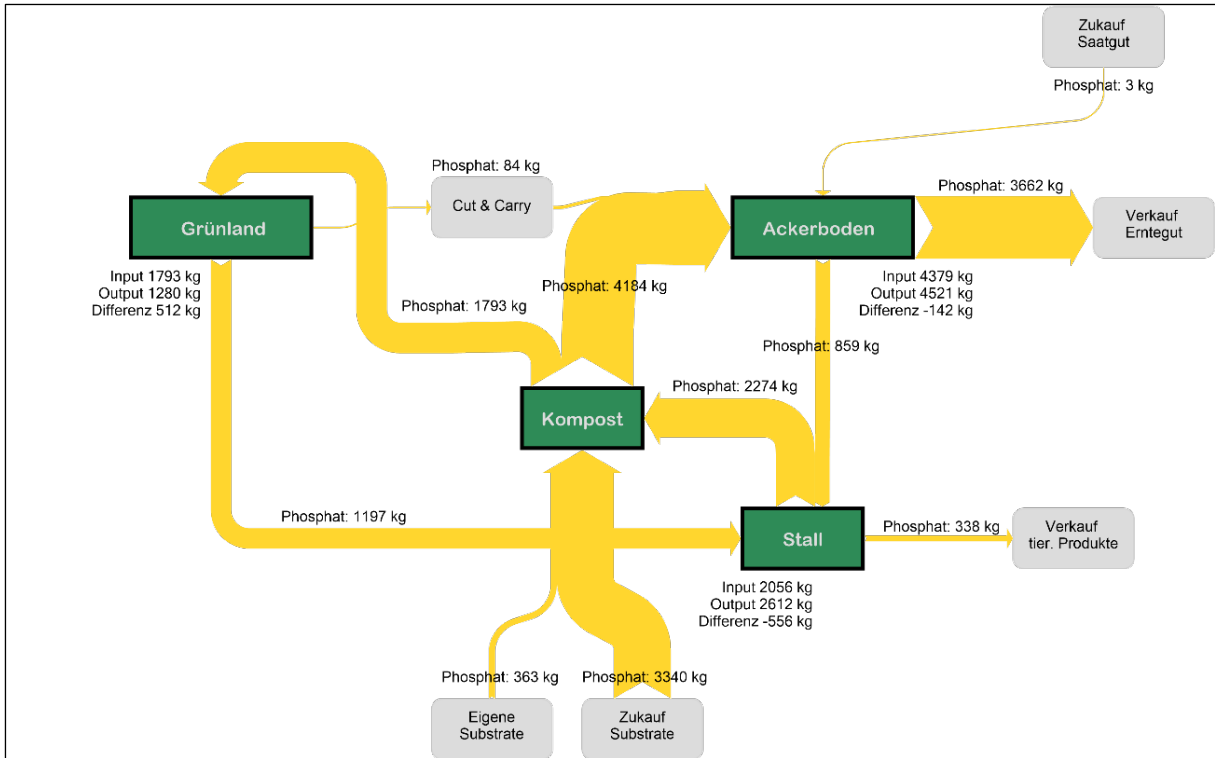 Zukauf
Saatgut
Phosphat: 3 kg
Phosphat: 84 kg
Phosphat: 3662 kg
Grünland
Cut & Carry
Ackerboden
Verkauf
Erntegut
Input 1793 kg
Output 1280 kg
Differenz 512 kg
Input 4379 kg
Output 4521 kg
Differenz -142 kg
Phosphat: 4184 kg
Phosphat: 1793 kg
Phosphat: 859 kg
Phosphat: 2274 kg
Kompost
Phosphat: 1197 kg
Stall
Phosphat: 338 kg
Verkauf
tier. Produkte
Input 2056 kg
Output 2612 kg
Differenz -556 kg
Phosphat: 363 kg
Phosphat: 3340 kg
Eigene
Substrate
Zukauf
Substrate